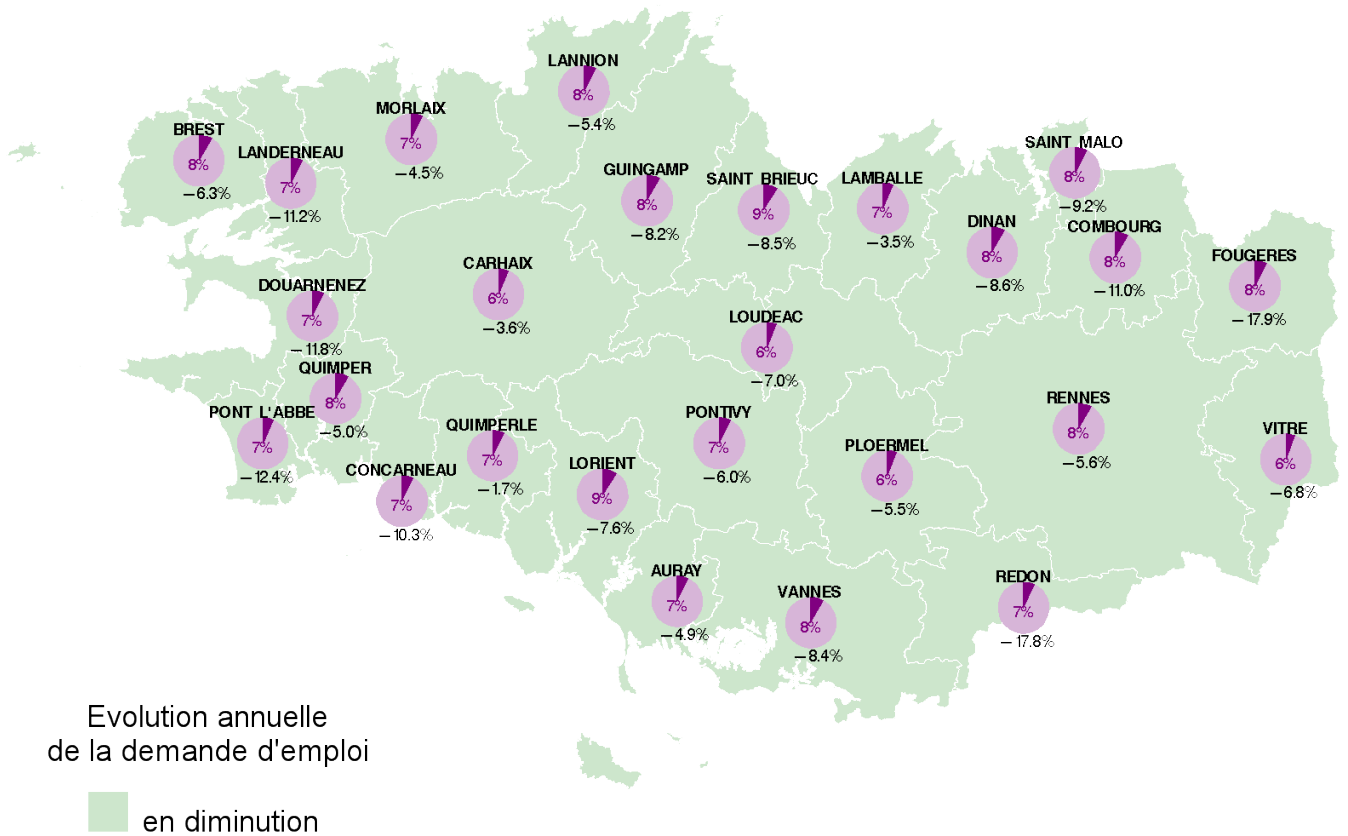 LANNION
8%
−5.4%
MORLAIX
7%
−4.5%
BREST
8%
−6.3%
LANDERNEAU
7%
−11.2%
GUINGAMP
8%
−8.2%
SAINT BRIEUC
9%
−8.5%
LAMBALLE
7%
−3.5%
SAINT MALO
8%
−9.2%
DINAN
8%
−8.6%
COMBOURG
8%
−11.0%
FOUGERES
8%
−17.9%
CARHAIX
6%
−3.6%
DOUARNENEZ
7%
−11.8%
LOUDEAC
6%
−7.0%
QUIMPER
8%
−5.0%
PONT L'ABBE
7%
−12.4%
QUIMPERLE
7%
−1.7%
CONCARNEAU
7%
−10.3%
LORIENT
9%
−7.6%
PONTIVY
7%
−6.0%
PLOERMEL
6%
−5.5%
RENNES
8%
−5.6%
VITRE
6%
−6.8%
AURAY
7%
−4.9%
VANNES
8%
−8.4%
REDON
7%
−17.8%
Evolution annuelle
de la demande d'emploi
en diminution